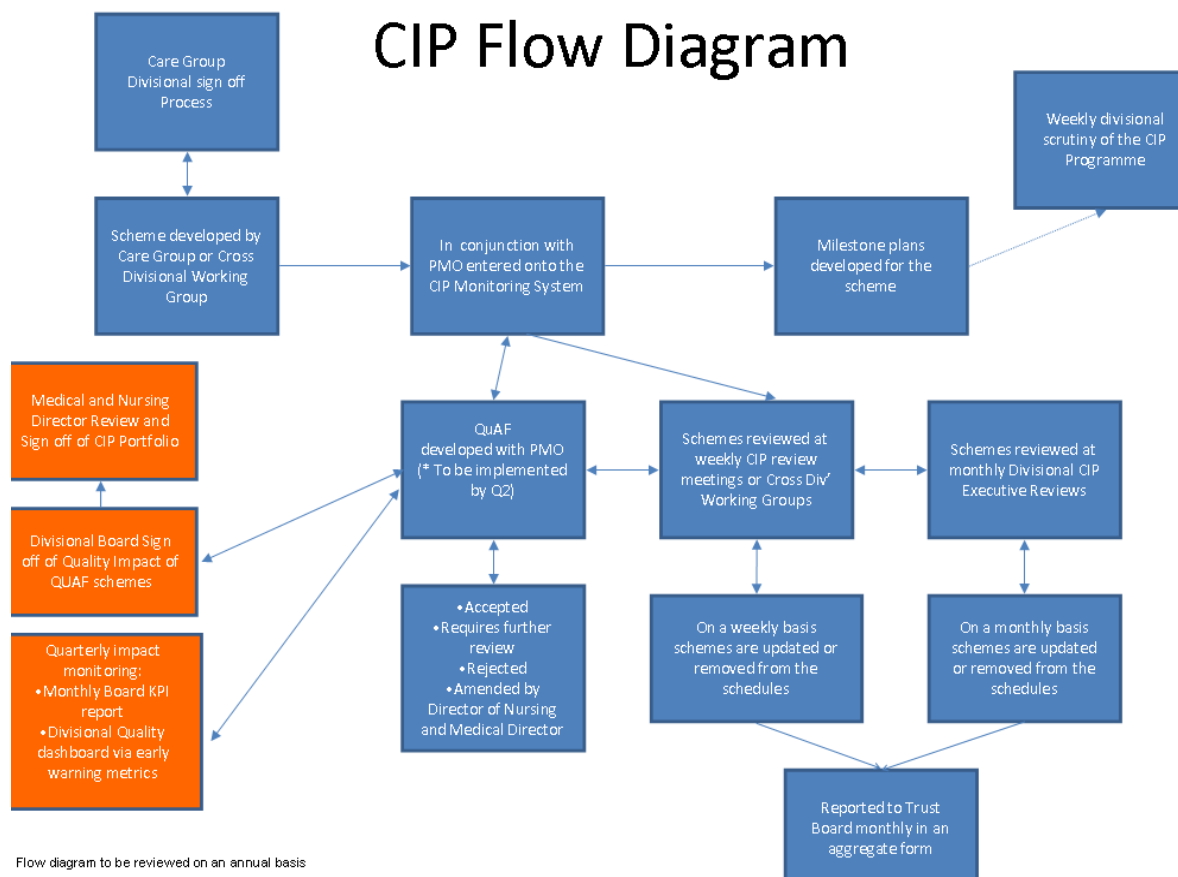 CIP Flow Diagram
Care Group
Divisional sign off
Process
Weekly divisional
scrutiny of the CIP
Programme
Scheme developed by
Care Group or Cross
Divisional Working
Group
In  conjunction with
PMO entered onto the
CIP Monitoring System
Milestone plans
developed for the
scheme
Medical and Nursing
Director Review and
Sign off of CIP Portfolio
QuAF
developed with PMO
(* To be implemented
by Q2)
Schemes reviewed at
weekly CIP review
meetings or Cross Div’
Working Groups
Schemes reviewed at
monthly Divisional CIP
Executive Reviews
Divisional Board Sign
off of Quality Impact of
QUAF schemes
•Accepted
•Requires further
review
•Rejected
•Amended by
Director of Nursing
and Medical Director
On a weekly basis
schemes are updated or
removed from the
schedules
On a monthly basis
schemes are updated
or removed from the
schedules
Quarterly impact
monitoring:
•Monthly Board KPI
report
•Divisional Quality
dashboard via early
warning metrics
Reported to Trust
Board monthly in an
aggregate form
Flow diagram to be reviewed on an annual basis